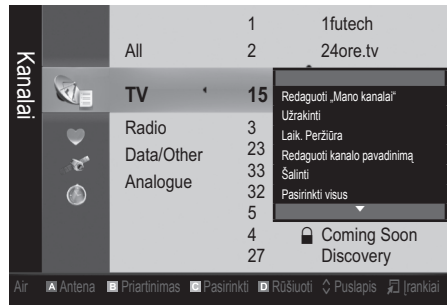 Kanalai
1 1futech
All 2 24ore.tv
TV 15
Radio 3
Data/Other 23
Analogue 33
32
5
4 Coming Soon
27 Discovery
Redaguoti „Mano kanalai“
Užrakinti
Laik. Peržiūra
Redaguoti kanalo pavadinimą
Šalinti
Pasirinkti visus
Air A Antena B Priartinimas C Pasirinkti D Rūšiuoti Puslapis Įrankiai